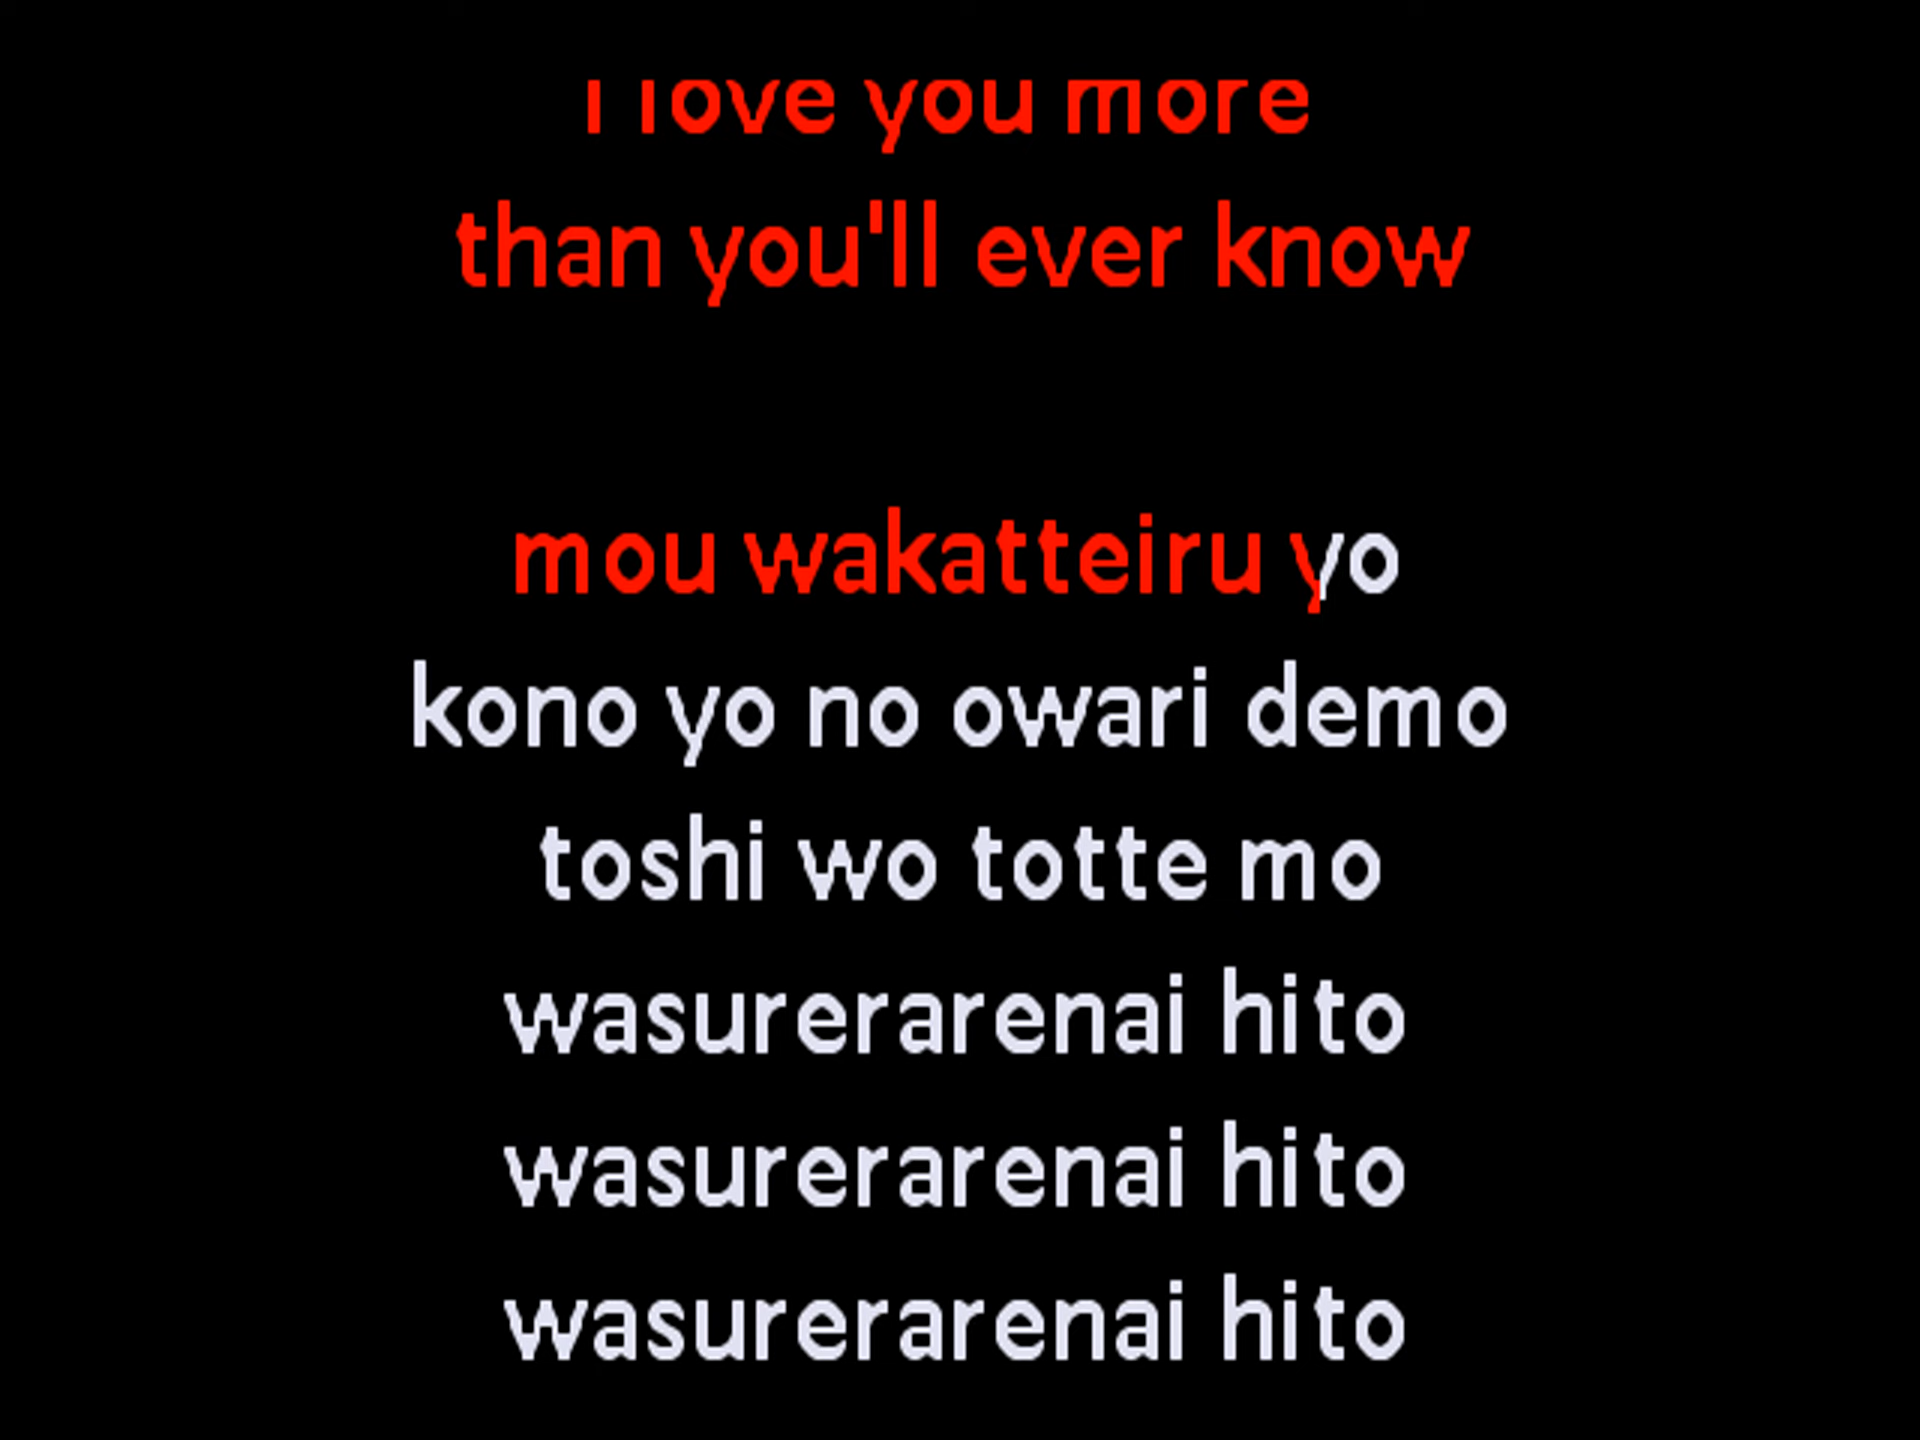 I love you more
than you'll ever know
mou wakatteiru yo
kono yo no owari demo
toshi wo totte mo
wasurerarenai hito
wasurerarenai hito
wasurerarenai hito